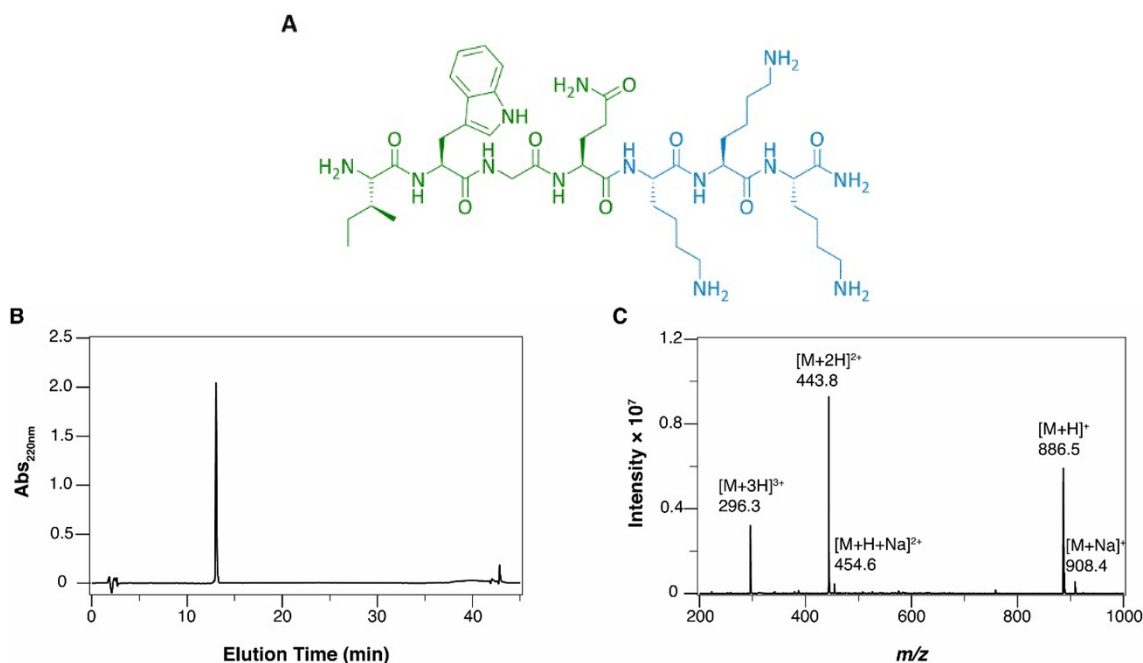 A
NH₂
H₂N
O
NH
O
O
H
N
O
H
N
O
H
N
H₂N
N
H
O
N
H
O
N
H
O
NH₂
NH₂
NH₂
B
2.5
2.0
1.5
1.0
0.5
0
Abs₂₂₀ₙₘ
0
10
20
30
40
Elution Time (min)
C
1.2
0.8
0.4
0
Intensity × 10⁷
[M+2H]²⁺
443.8
[M+H]⁺
886.5
[M+3H]³⁺
296.3
[M+H+Na]²⁺
454.6
[M+Na]⁺
908.4
200
400
600
800
1000
m/z